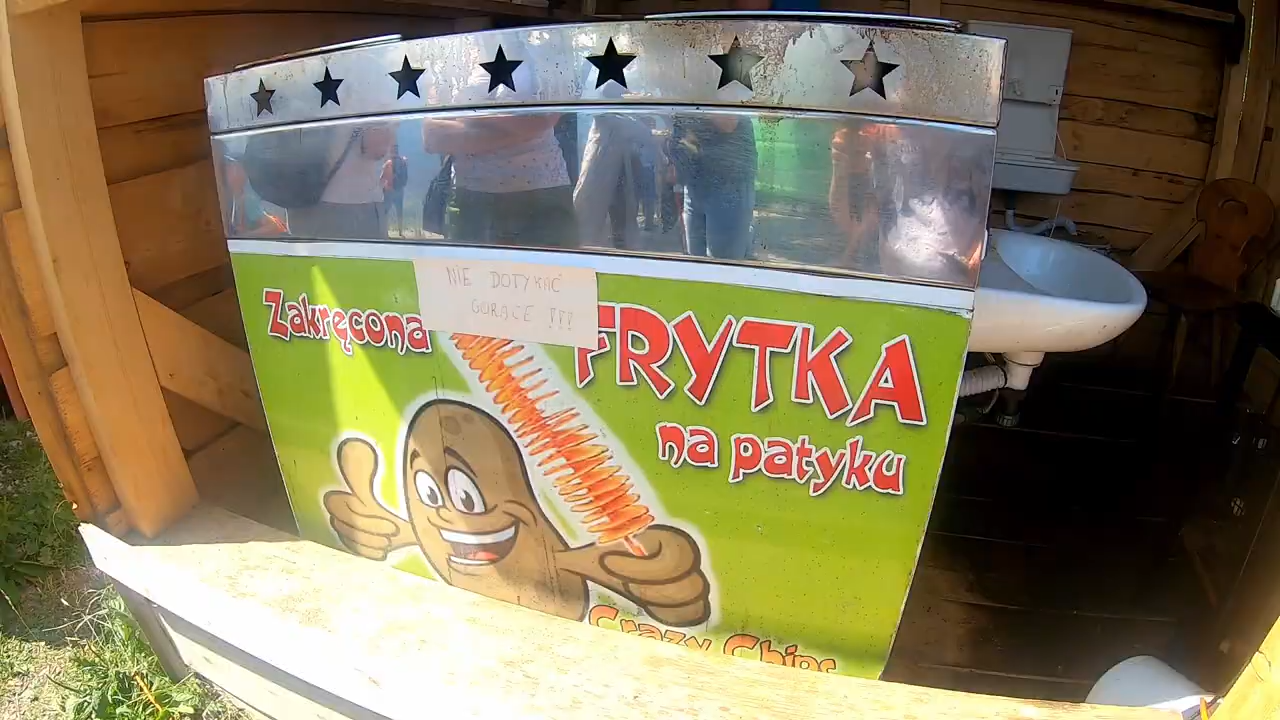 NIE DOTYKAĆ
GORĄCE !!!
Zakręcona
FRYTKA
na patyku
Crazy Chips